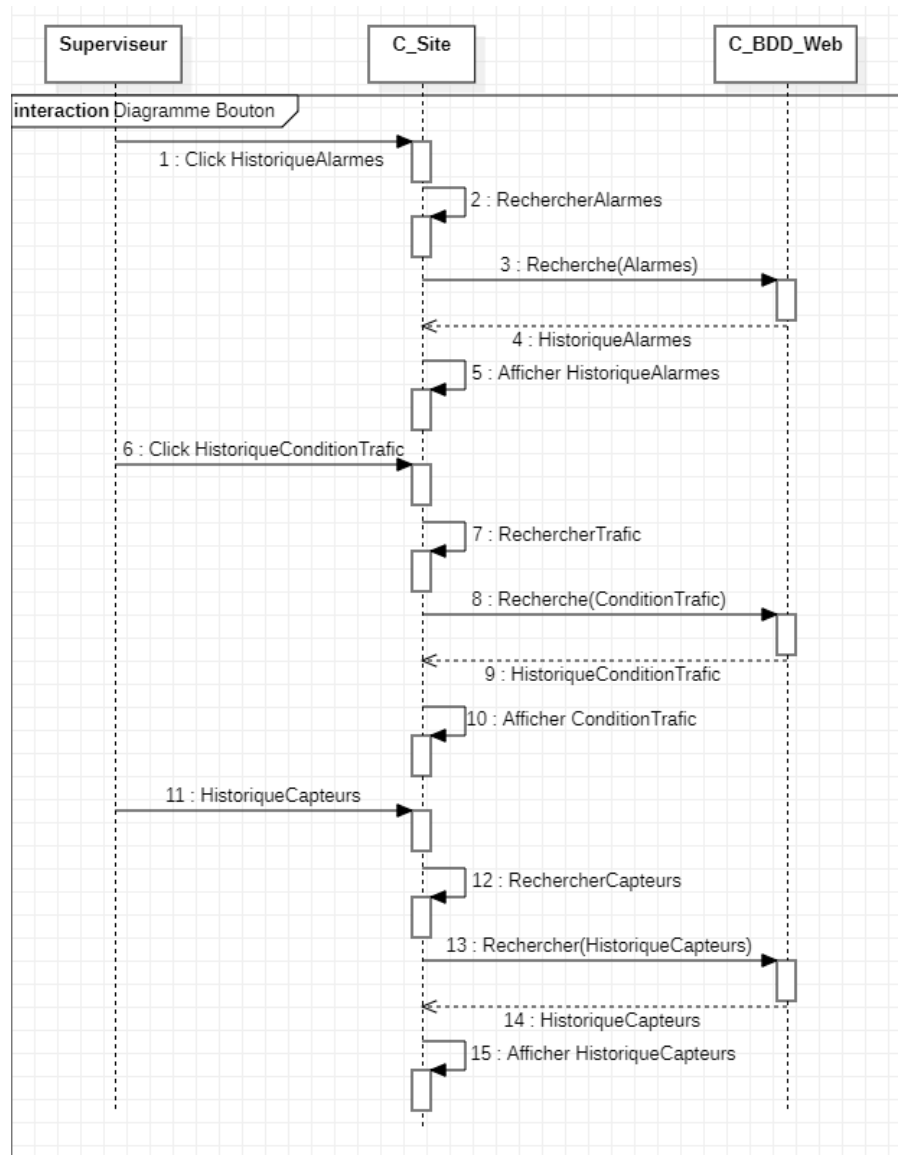 Superviseur
C_Site
C_BDD_Web
interaction Diagramme Bouton
1 : Click HistoriqueAlarmes
2 : RechercherAlarmes
3 : Recherche(Alarmes)
4 : HistoriqueAlarmes
5 : Afficher HistoriqueAlarmes
6 : Click HistoriqueConditionTrafic
7 : RechercherTrafic
8 : Recherche(ConditionTrafic)
9 : HistoriqueConditionTrafic
10 : Afficher ConditionTrafic
11 : HistoriqueCapteurs
12 : RechercherCapteurs
13 : Rechercher(HistoriqueCapteurs)
14 : HistoriqueCapteurs
15 : Afficher HistoriqueCapteurs